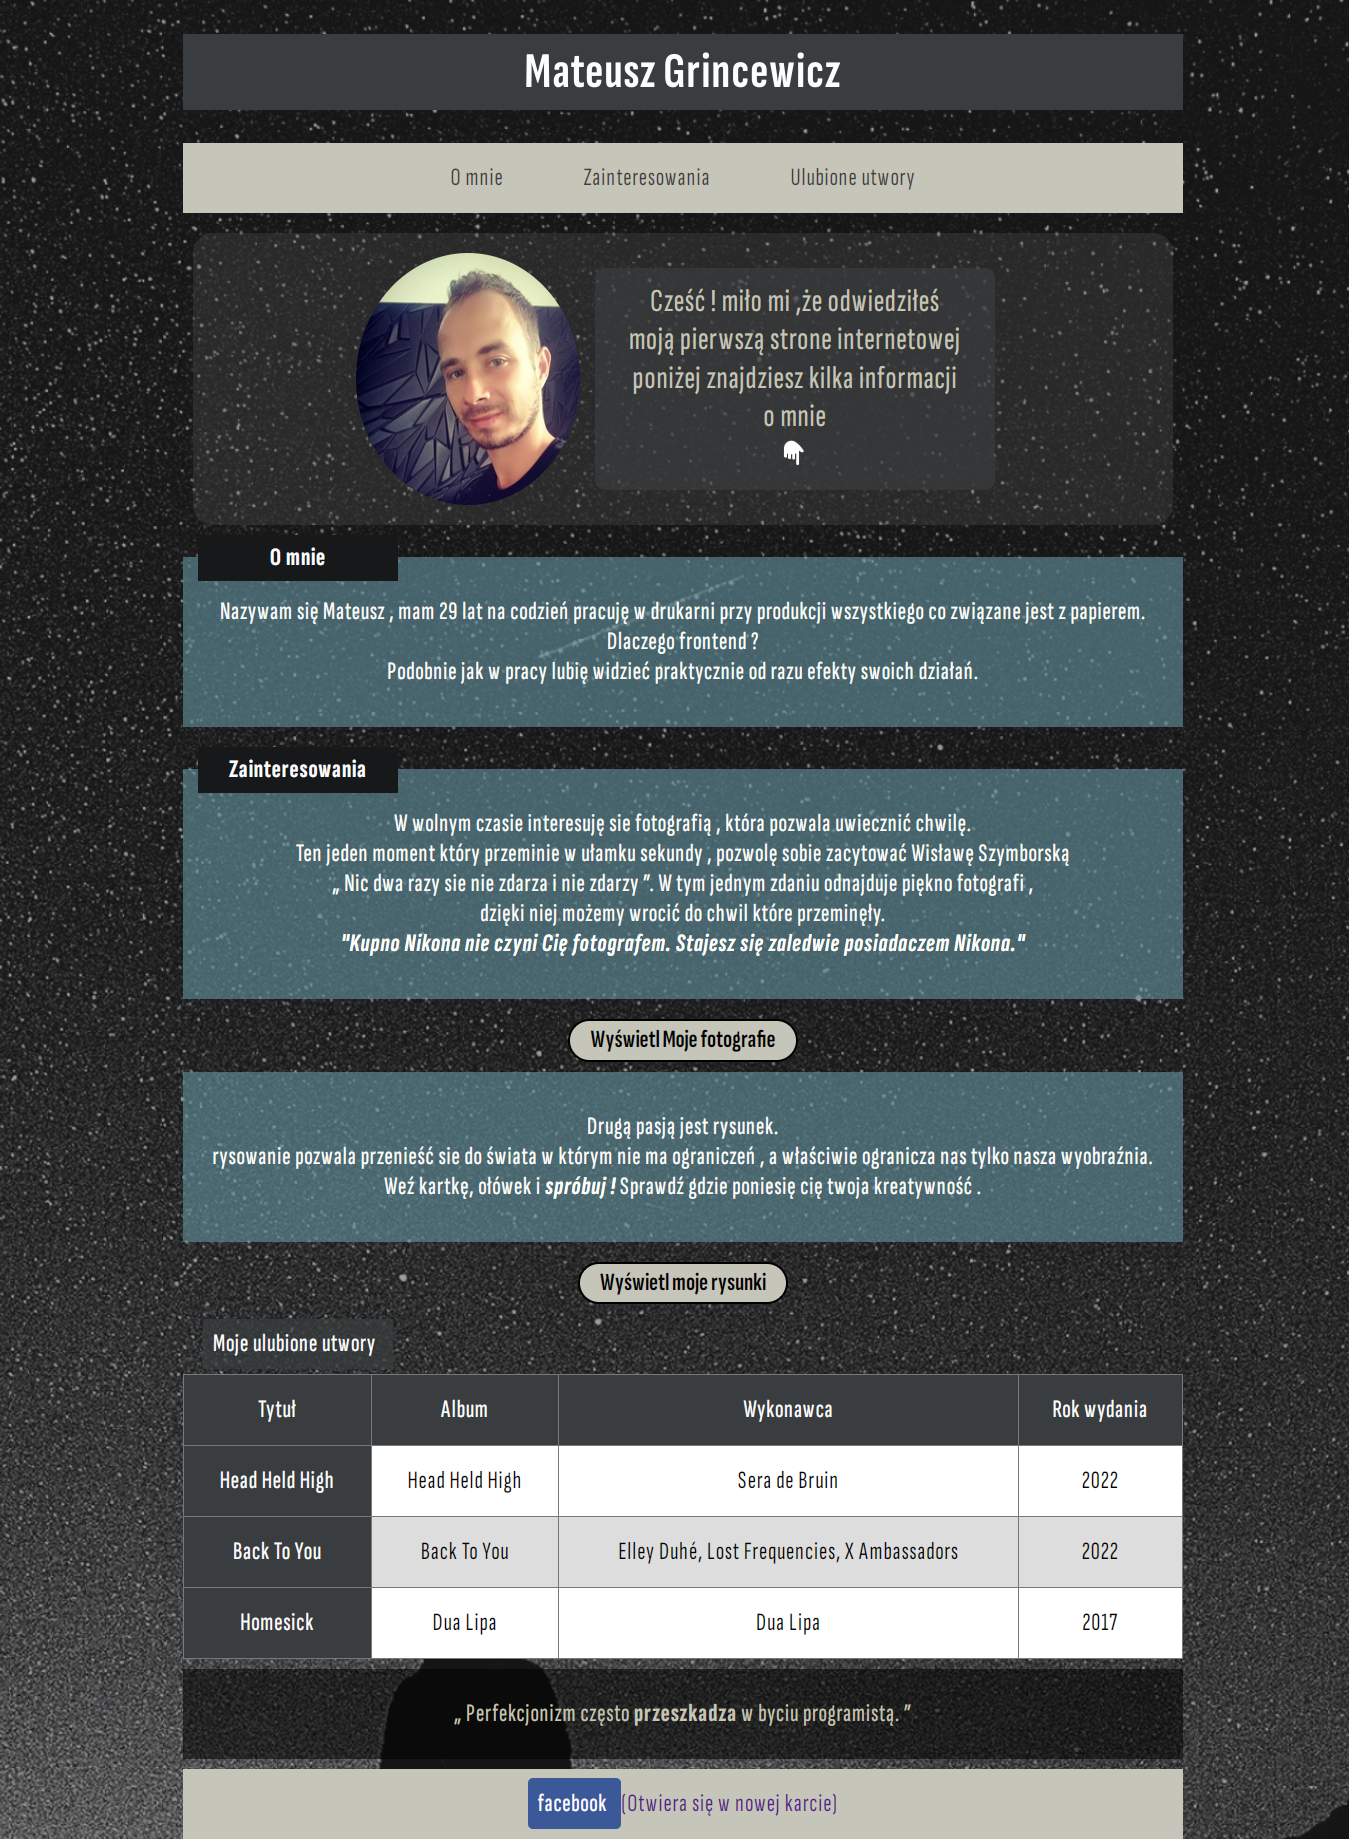 Mateusz Grincewicz
O mnie Zainteresowania Ulubione utwory
Cześć ! miło mi ,że odwiedziłeś
moją pierwszą strone internetowej
poniżej znajdziesz kilka informacji
o mnie
O mnie
Nazywam się Mateusz , mam 29 lat na codzień pracuję w drukarni przy produkcji wszystkiego co związane jest z papierem.
Dlaczego frontend ?
Podobnie jak w pracy lubię widzieć praktycznie od razu efekty swoich działań.
Zainteresowania
W wolnym czasie interesuję sie fotografią , która pozwala uwiecznić chwilę.
Ten jeden moment który przeminie w ułamku sekundy , pozwolę sobie zacytować Wisławę Szymborską
„ Nic dwa razy sie nie zdarza i nie zdarzy ”. W tym jednym zdaniu odnajduje piękno fotografi ,
dzięki niej możemy wrocić do chwil które przeminęły.
"Kupno Nikona nie czyni Cię fotografem. Stajesz się zaledwie posiadaczem Nikona."
Wyświetl Moje fotografie
Drugą pasją jest rysunek.
rysowanie pozwala przenieść sie do świata w którym nie ma ograniczeń , a właściwie ogranicza nas tylko nasza wyobraźnia.
Weź kartkę, ołówek i spróbuj ! Sprawdź gdzie poniesię cię twoja kreatywność .
Wyświetl moje rysunki
Moje ulubione utwory
Tytuł Album Wykonawca Rok wydania
Head Held High Head Held High Sera de Bruin 2022
Back To You Back To You Elley Duhé, Lost Frequencies, X Ambassadors 2022
Homesick Dua Lipa Dua Lipa 2017
„ Perfekcjonizm często przeszkadza w byciu programistą. ”
facebook (Otwiera się w nowej karcie)